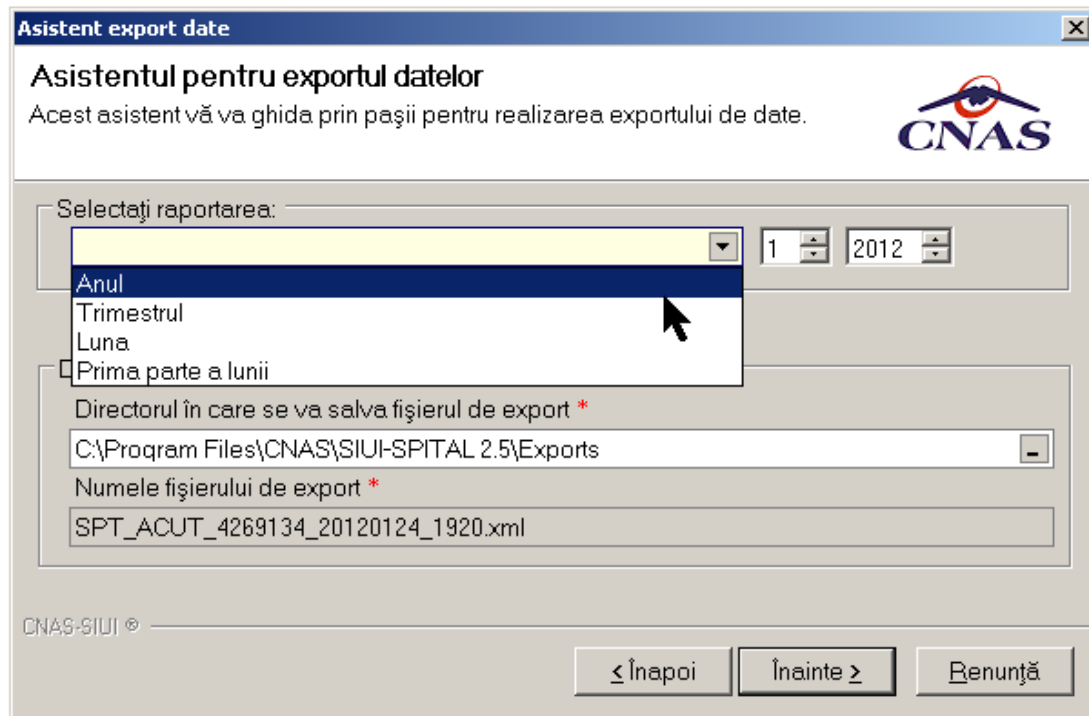 Asistent export date
Asistentul pentru exportul datelor
Acest asistent vă va ghida prin paşii pentru realizarea exportului de date.
CNAS
Selectaţi raportarea:
1 2012
Anul
Trimestrul
Luna
Prima parte a lunii
Directorul în care se va salva fişierul de export *
C:\Program Files\CNAS\SIUI-SPITAL 2.5\Exports
Numele fişierului de export *
SPT_ACUT_4269134_20120124_1920.xml
CNAS-SIUI ®
< Înapoi Înainte > Renunţă